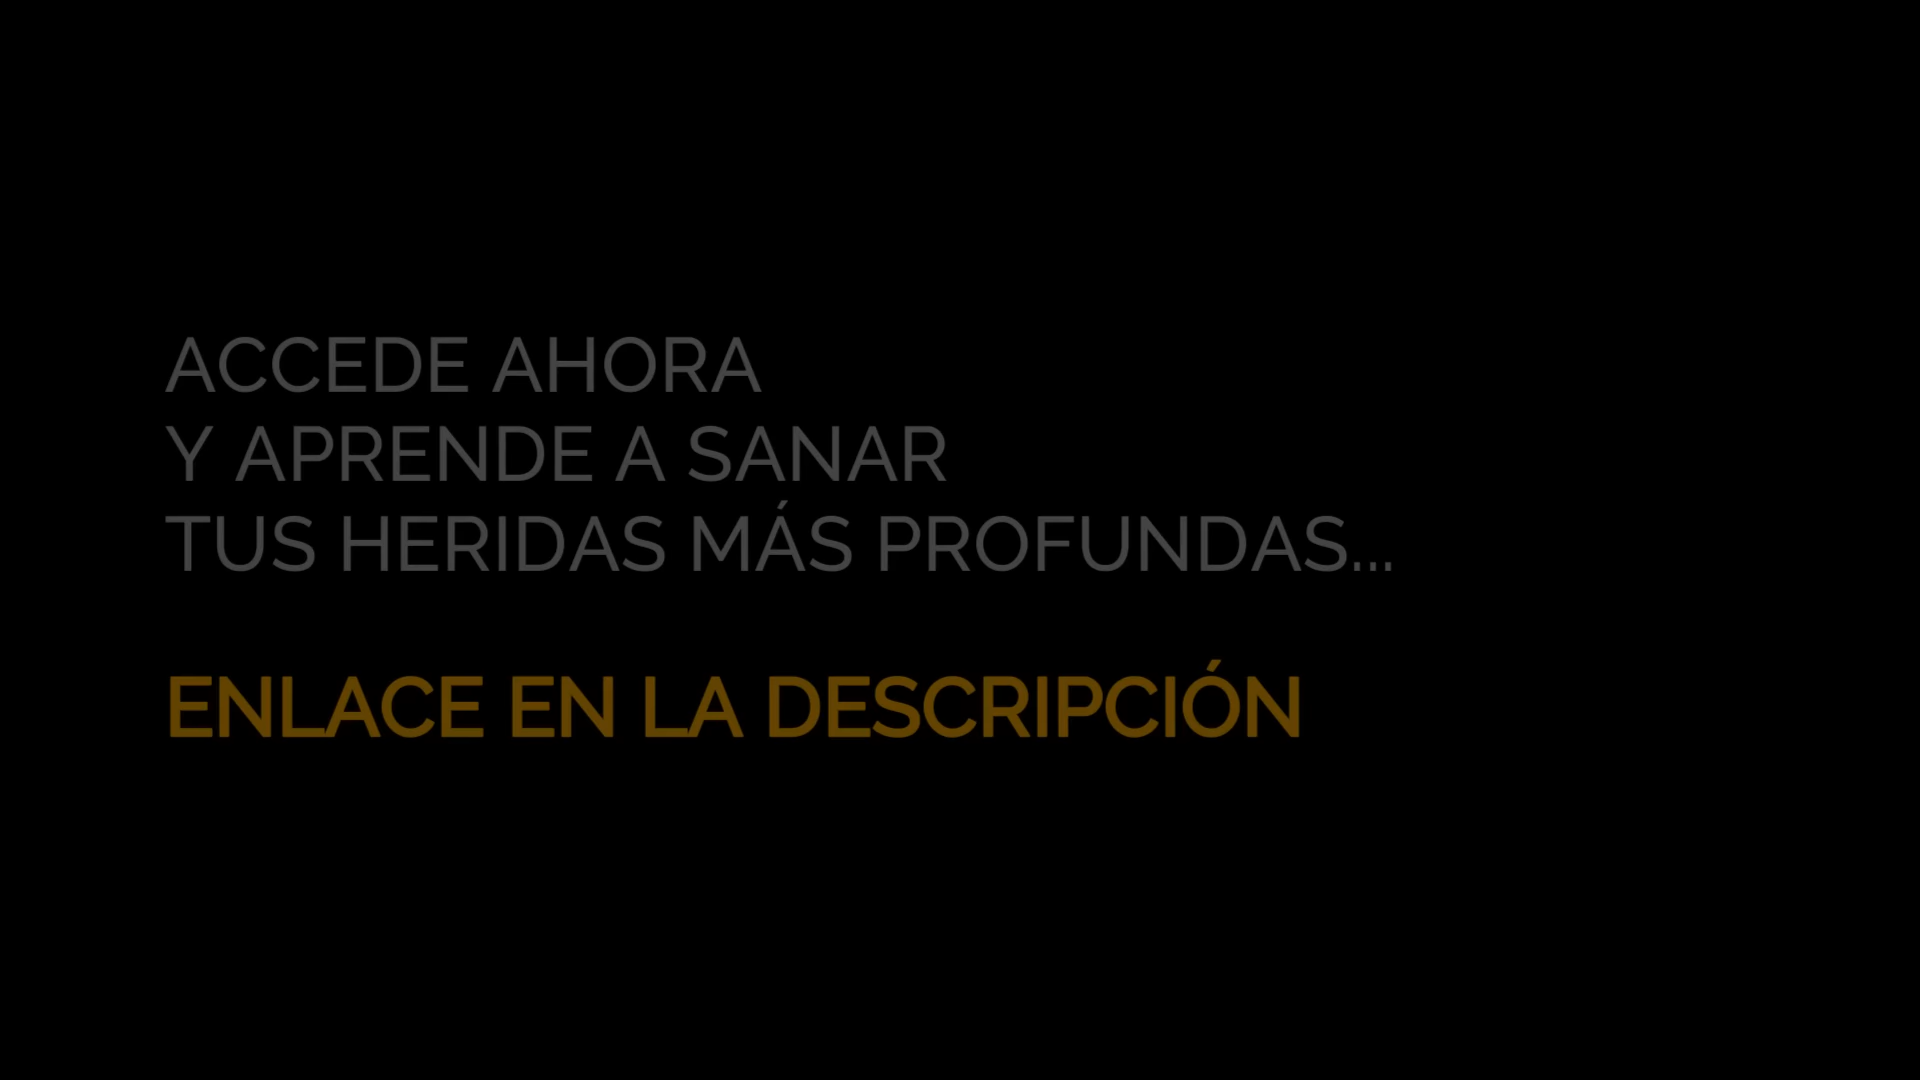 ACCEDE AHORA
Y APRENDE A SANAR
TUS HERIDAS MÁS PROFUNDAS...
ENLACE EN LA DESCRIPCIÓN